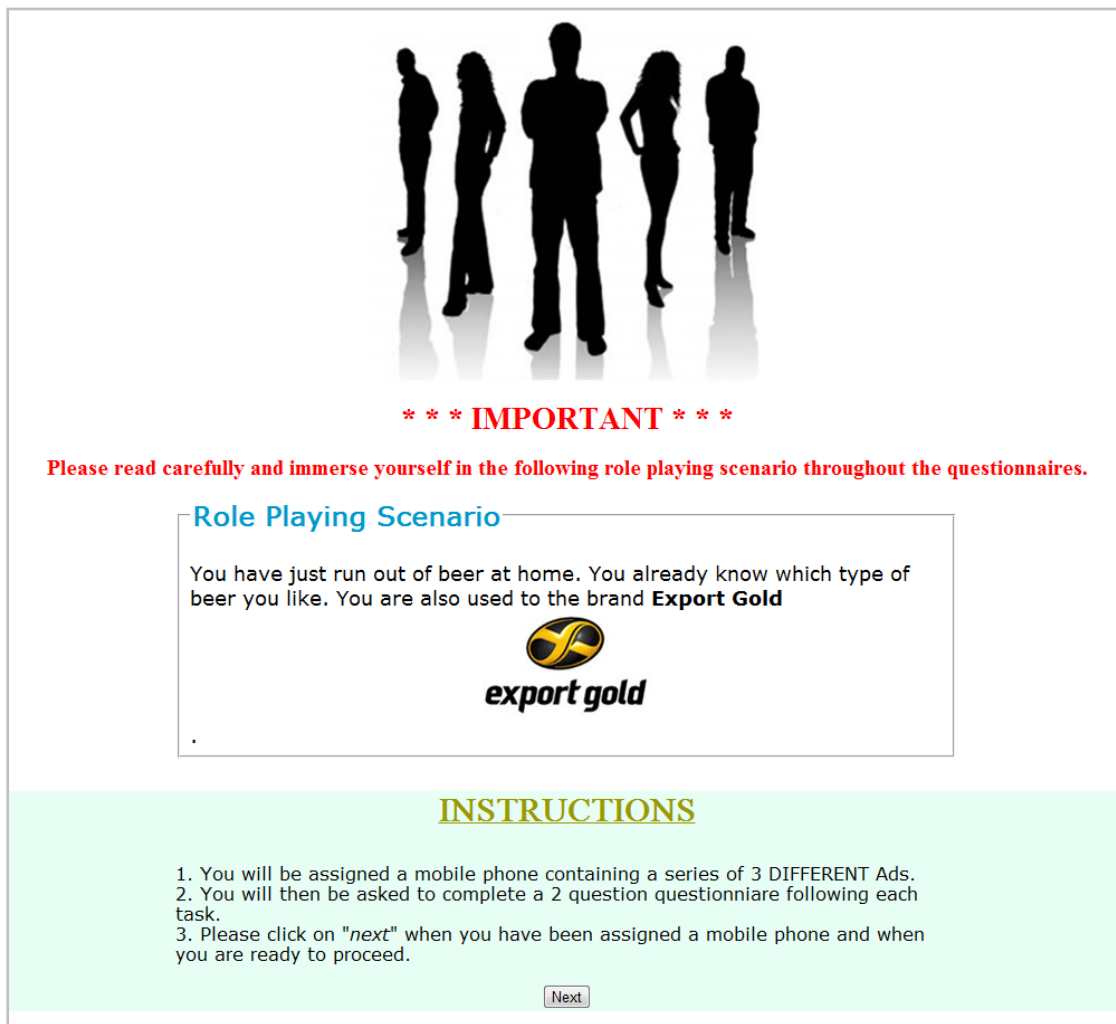 * * * IMPORTANT * * *
Please read carefully and immerse yourself in the following role playing scenario throughout the questionnaires.
Role Playing Scenario
You have just run out of beer at home. You already know which type of
beer you like. You are also used to the brand Export Gold
export gold
.
INSTRUCTIONS
1. You will be assigned a mobile phone containing a series of 3 DIFFERENT Ads.
2. You will then be asked to complete a 2 question questionniare following each
task.
3. Please click on "next" when you have been assigned a mobile phone and when
you are ready to proceed.
Next